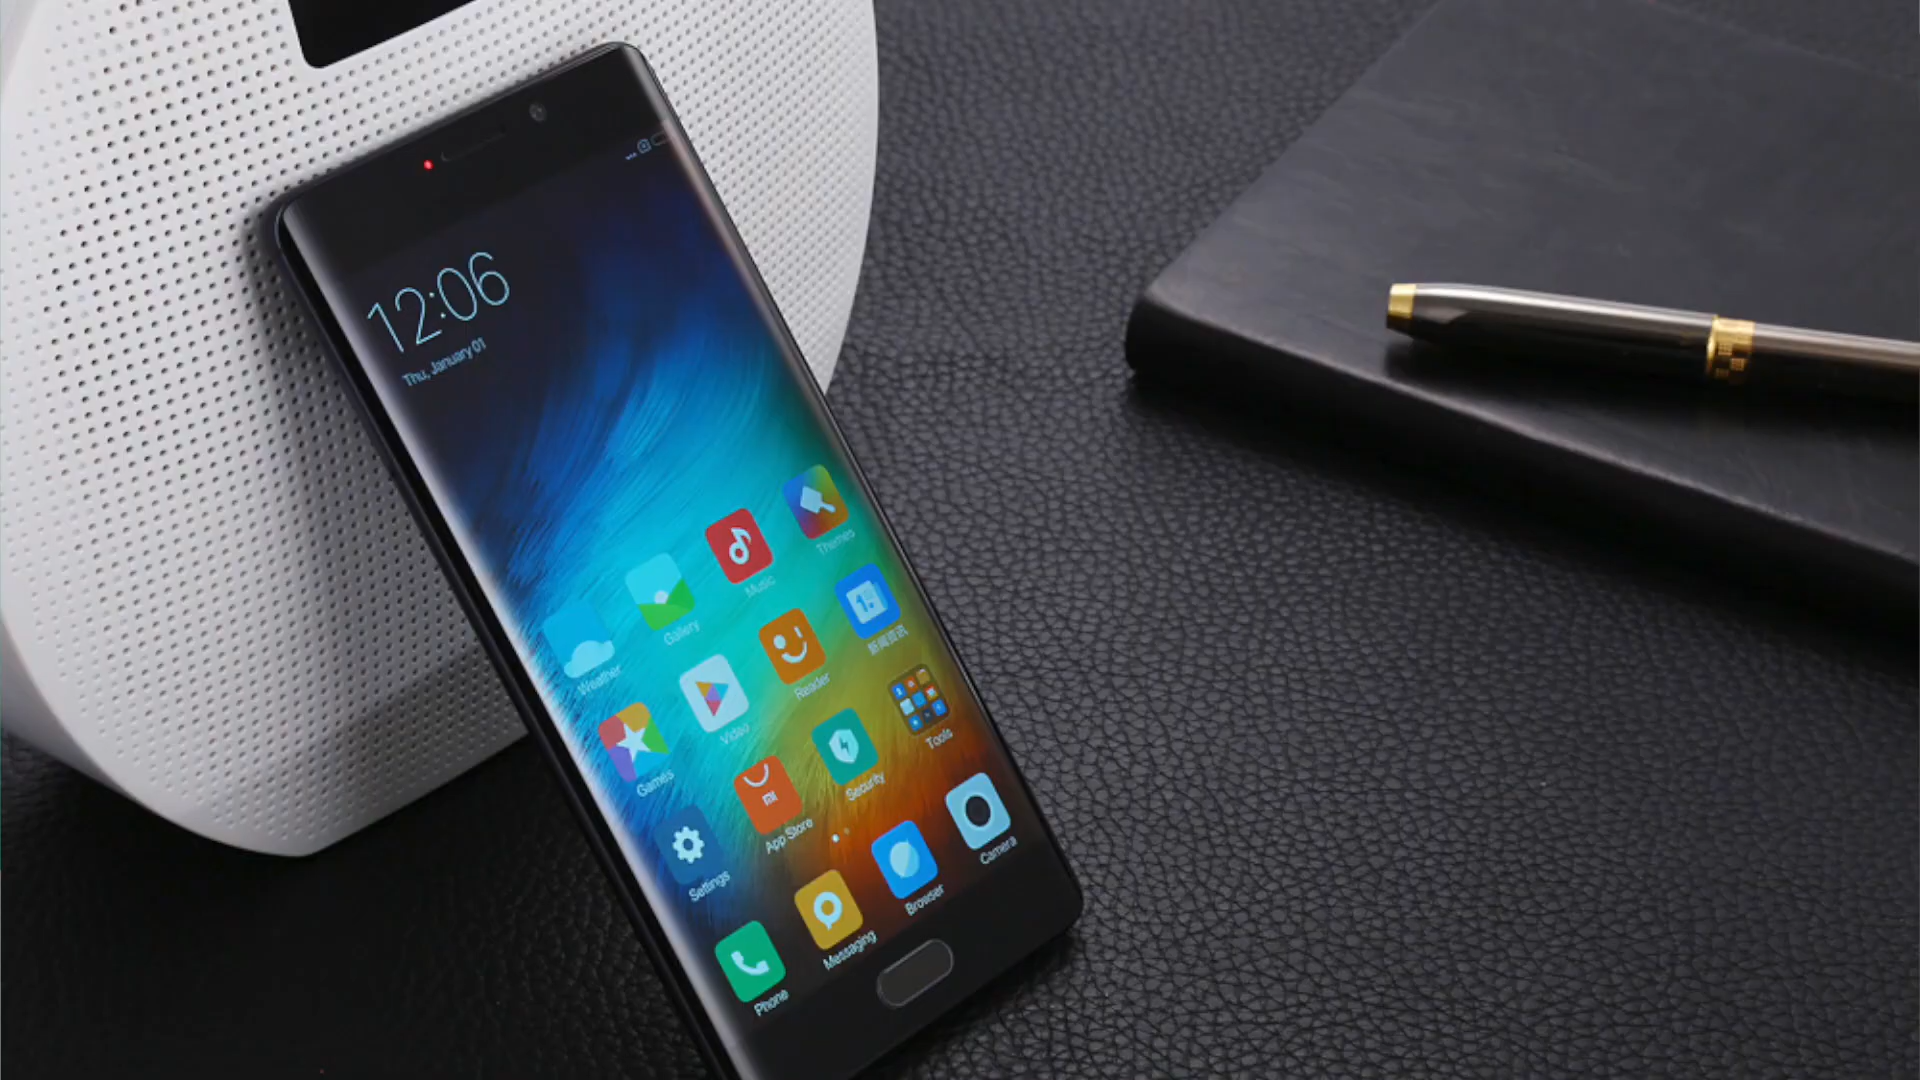 12:06
Thu, January 01
Weather
Gallery
Music
Themes
Games
Video
Reader
新闻资讯
Settings
mi
App Store
Security
Tools
Phone
Messaging
Browser
Camera